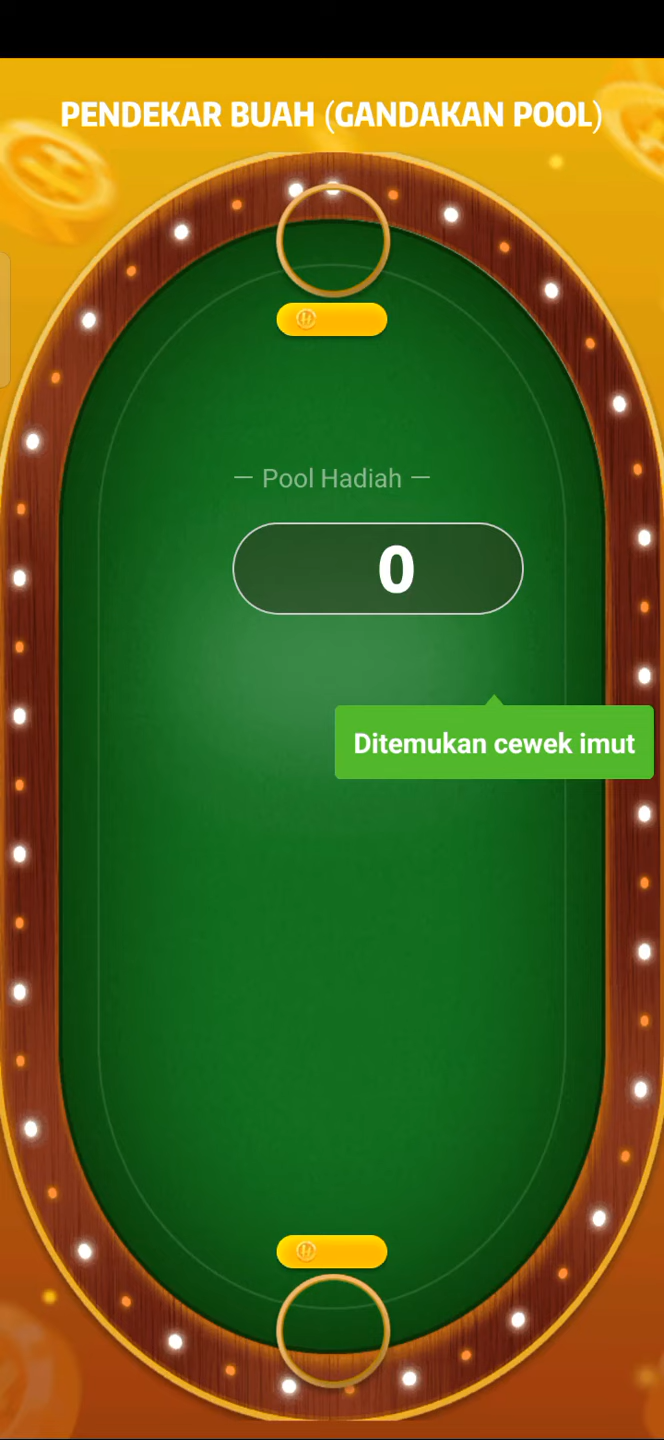 PENDEKAR BUAH (GANDAKAN POOL)
— Pool Hadiah —
0
Ditemukan cewek imut